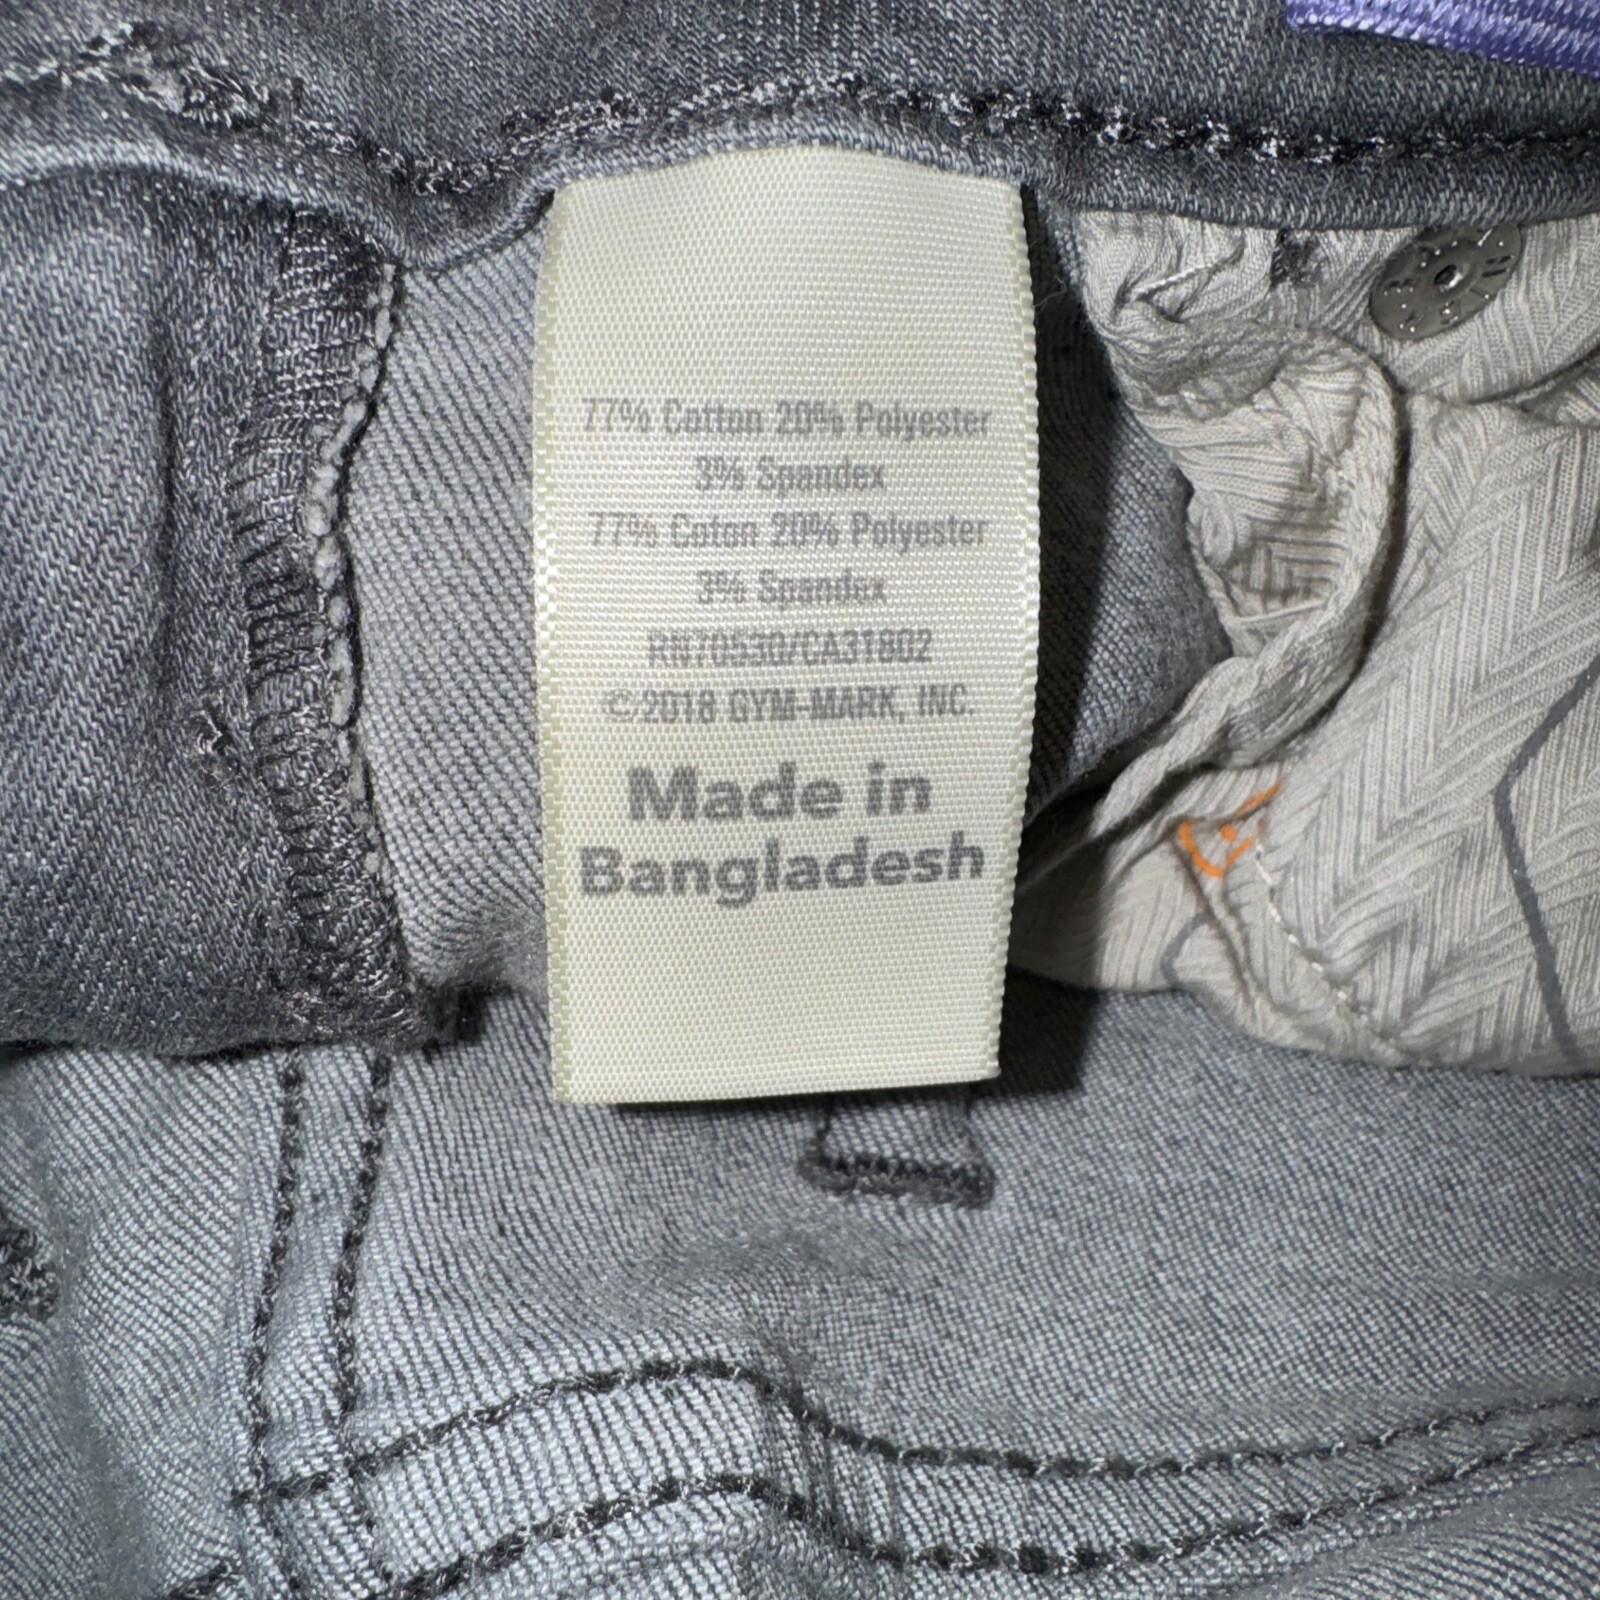 77% Cotton 20% Polyester
3% Spandex
77% Coton 20% Polyester
3% Spandex
RN70530/CA31802
©2018 GYM-MARK, INC.
Made in
Bangladesh